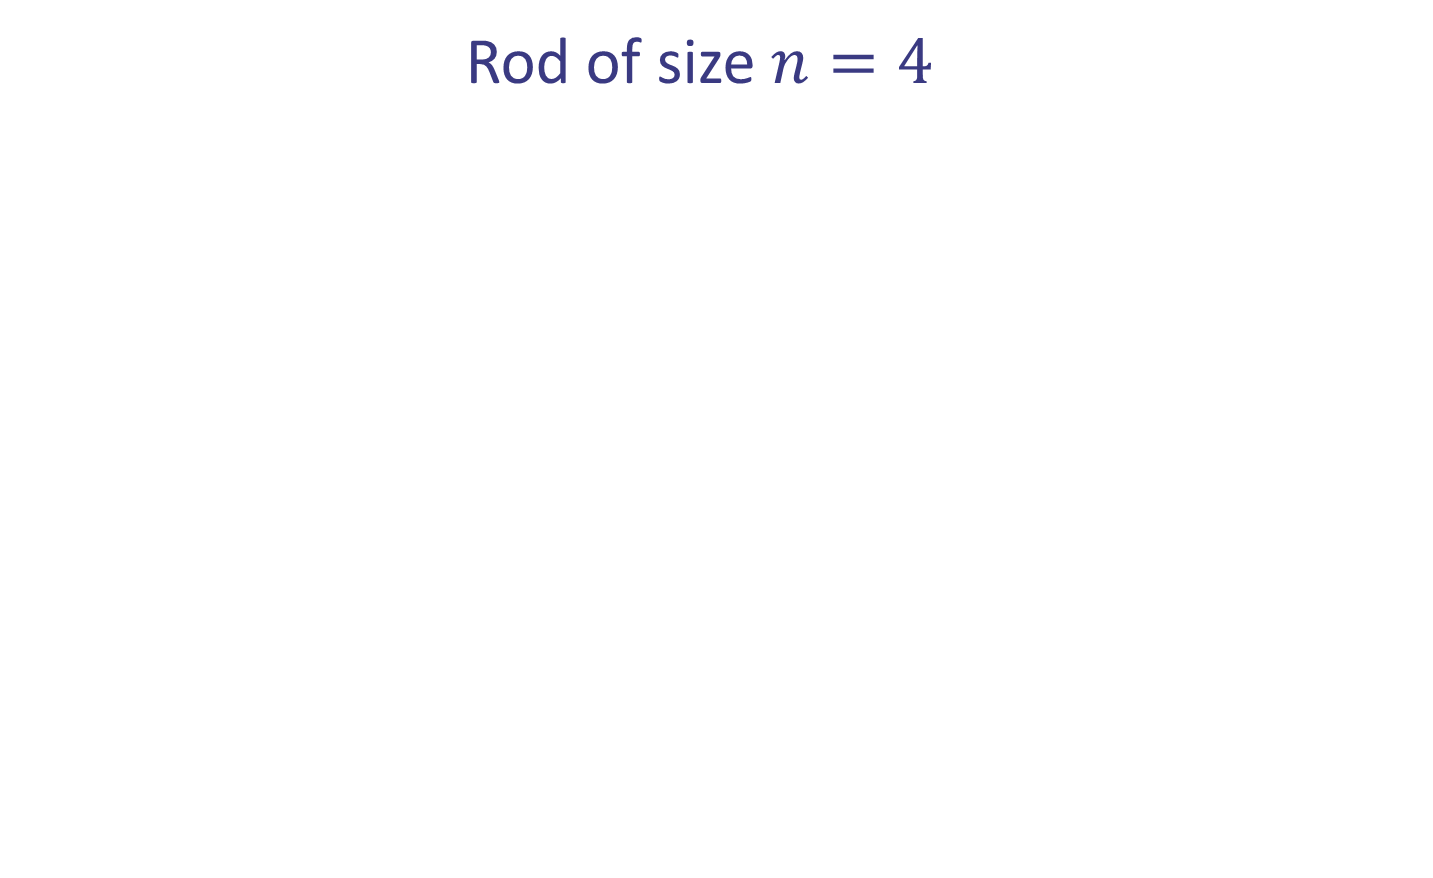 Rod of size n = 4